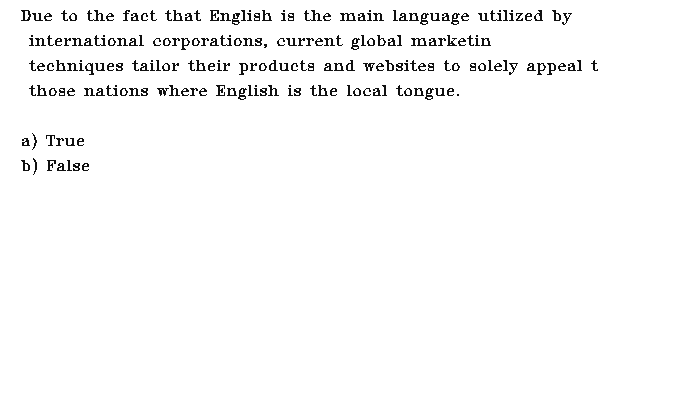 Due to the fact that English is the main language utilized by
international corporations, current global marketin
techniques tailor their products and websites to solely appeal t
those nations where English is the local tongue.
a) True
b) False